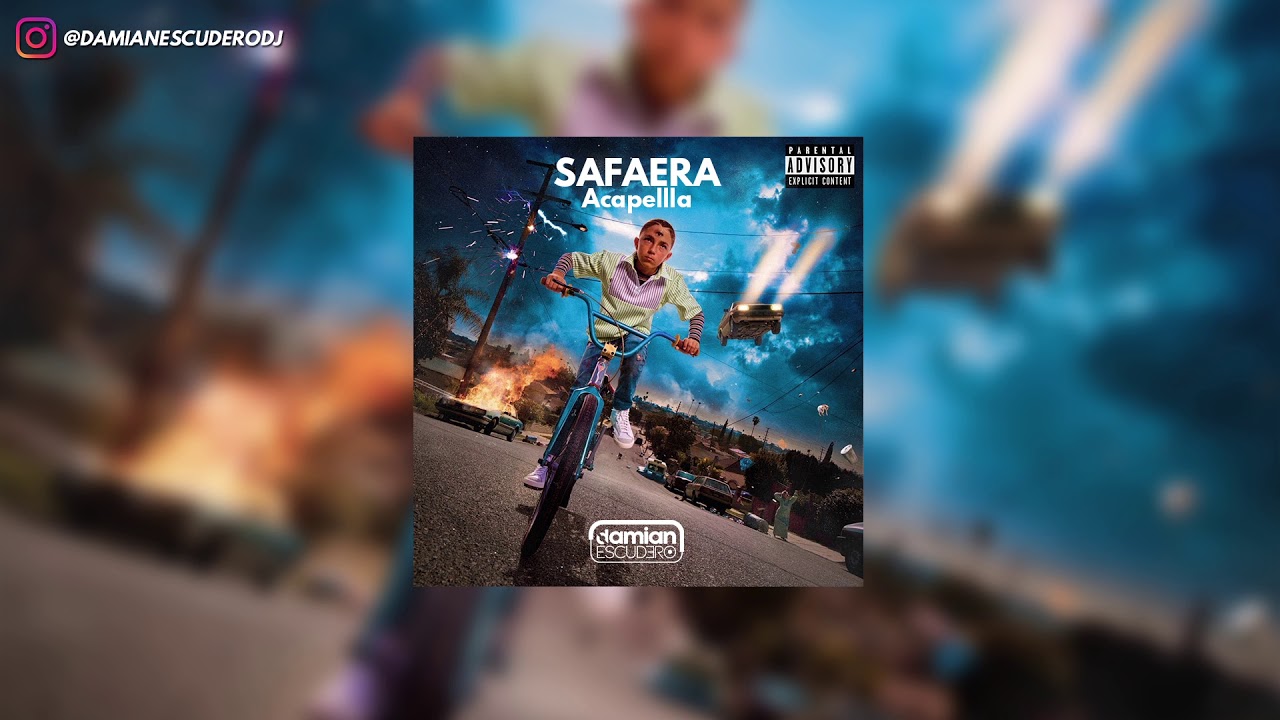 @DAMIANESCUDERODJ
PARENTAL
ADVISORY
EXPLICIT CONTENT
SAFAERA
Acapellla
damian
ESCUDERO